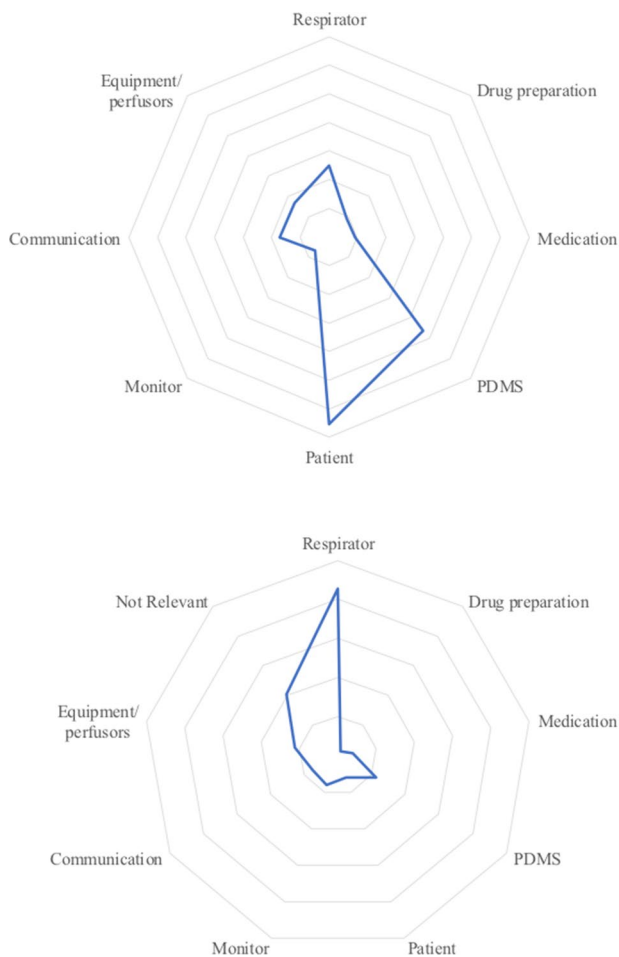 Respirator
Equipment/
perfusors
Drug preparation
Communication
Medication
Monitor
PDMS
Patient
Respirator
Not Relevant
Drug preparation
Equipment/
perfusors
Medication
Communication
PDMS
Monitor
Patient